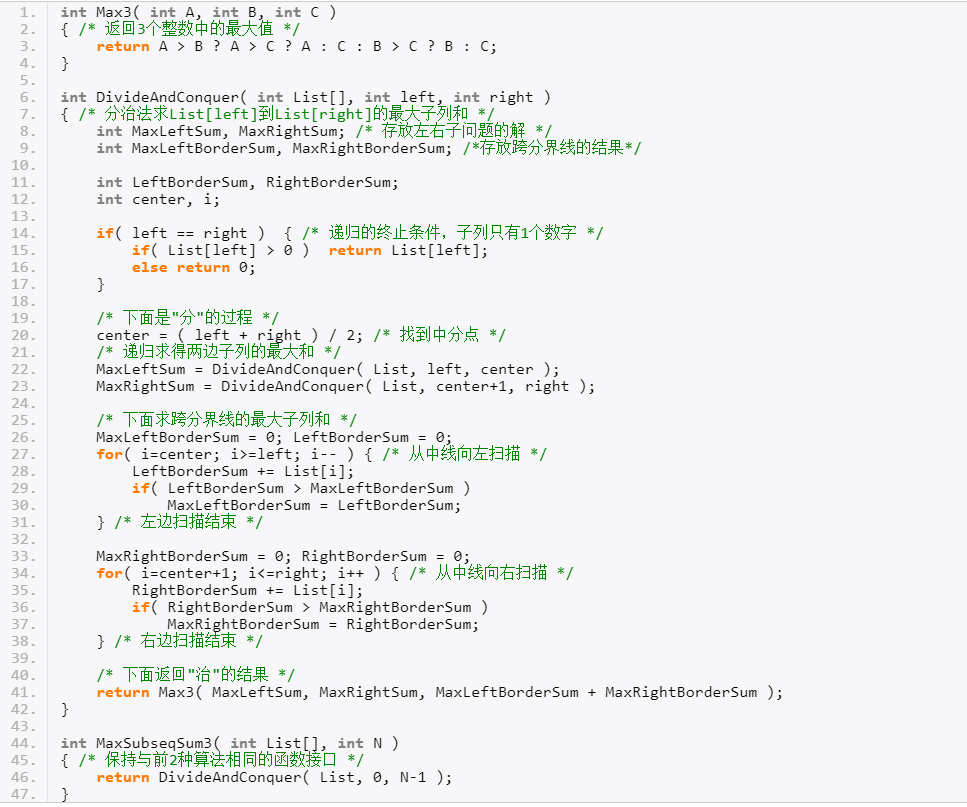 1. int Max3( int A, int B, int C )
2. { /* 返回3个整数中的最大值 */
3.     return A > B ? A > C ? A : C : B > C ? B : C;
4. }
5.
6. int DivideAndConquer( int List[], int left, int right )
7. { /* 分治法求List[left]到List[right]的最大子列和 */
8.     int MaxLeftSum, MaxRightSum; /* 存放左右子问题的解 */
9.     int MaxLeftBorderSum, MaxRightBorderSum; /*存放跨分界线的结果*/
10.
11.     int LeftBorderSum, RightBorderSum;
12.     int center, i;
13.
14.     if( left == right )  { /* 递归的终止条件，子列只有1个数字 */
15.         if( List[left] > 0 )  return List[left];
16.         else return 0;
17.     }
18.
19.     /* 下面是"分"的过程 */
20.     center = ( left + right ) / 2; /* 找到中分点 */
21.     /* 递归求得两边子列的最大和 */
22.     MaxLeftSum = DivideAndConquer( List, left, center );
23.     MaxRightSum = DivideAndConquer( List, center+1, right );
24.
25.     /* 下面求跨分界线的最大子列和 */
26.     MaxLeftBorderSum = 0; LeftBorderSum = 0;
27.     for( i=center; i>=left; i-- ) { /* 从中线向左扫描 */
28.         LeftBorderSum += List[i];
29.         if( LeftBorderSum > MaxLeftBorderSum )
30.             MaxLeftBorderSum = LeftBorderSum;
31.     } /* 左边扫描结束 */
32.
33.     MaxRightBorderSum = 0; RightBorderSum = 0;
34.     for( i=center+1; i<=right; i++ ) { /* 从中线向右扫描 */
35.         RightBorderSum += List[i];
36.         if( RightBorderSum > MaxRightBorderSum )
37.             MaxRightBorderSum = RightBorderSum;
38.     } /* 右边扫描结束 */
39.
40.     /* 下面返回"治"的结果 */
41.     return Max3( MaxLeftSum, MaxRightSum, MaxLeftBorderSum + MaxRightBorderSum );
42. }
43.
44. int MaxSubseqSum3( int List[], int N )
45. { /* 保持与前2种算法相同的函数接口 */
46.     return DivideAndConquer( List, 0, N-1 );
47. }